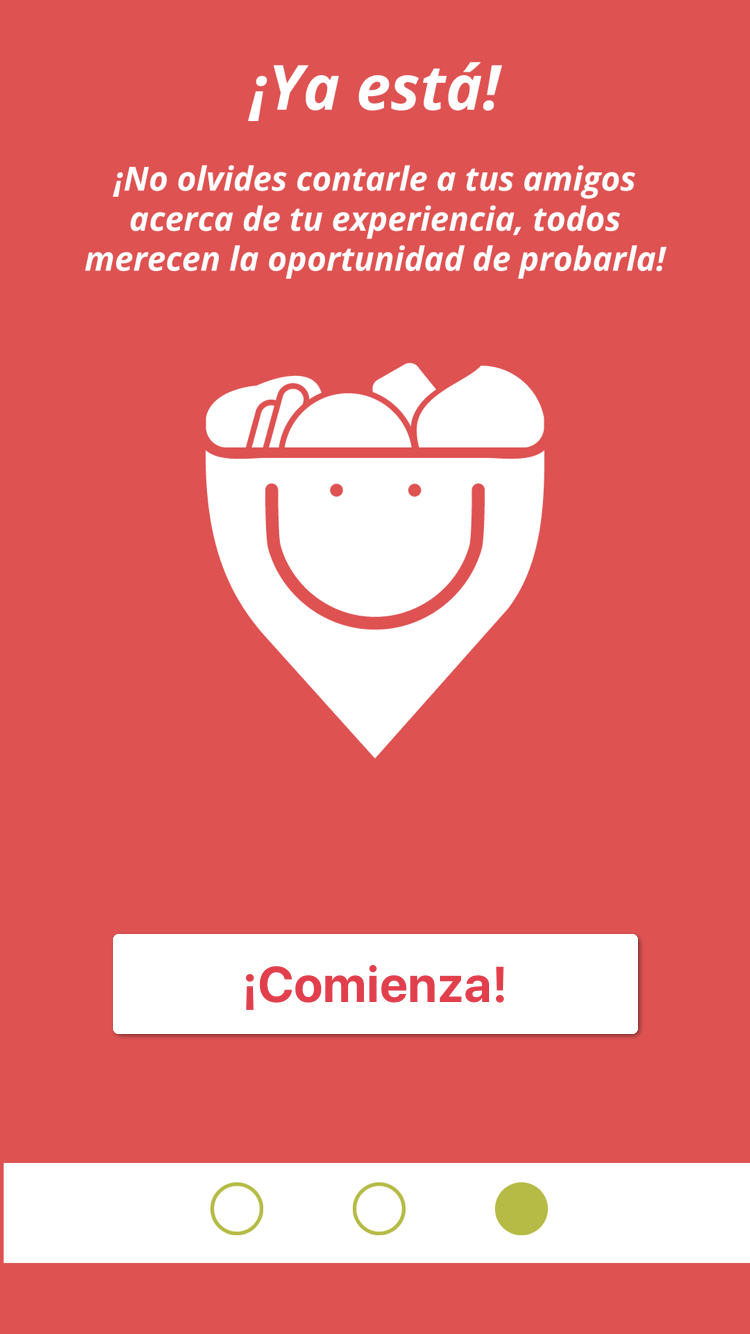 ¡Ya está!
¡No olvides contarle a tus amigos
acerca de tu experiencia, todos
merecen la oportunidad de probarla!
¡Comienza!